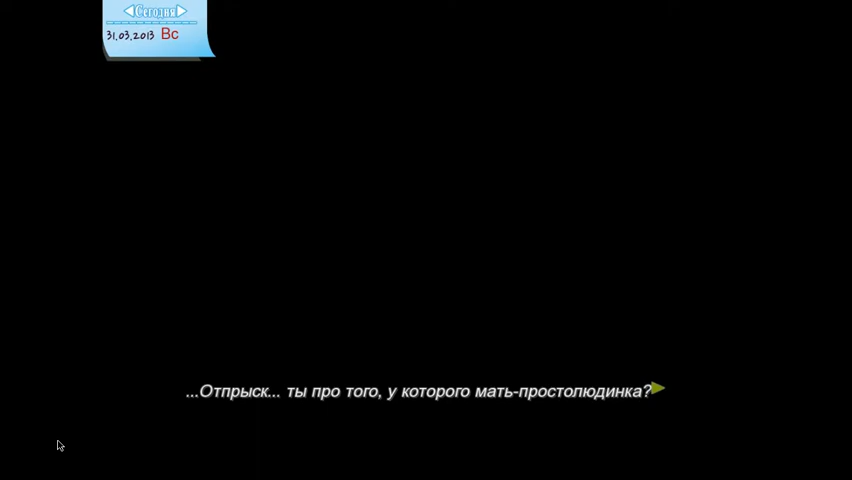 Сегодня
31.03.2013 Вс
...Отпрыск... ты про того, у которого мать-простолюдинка?